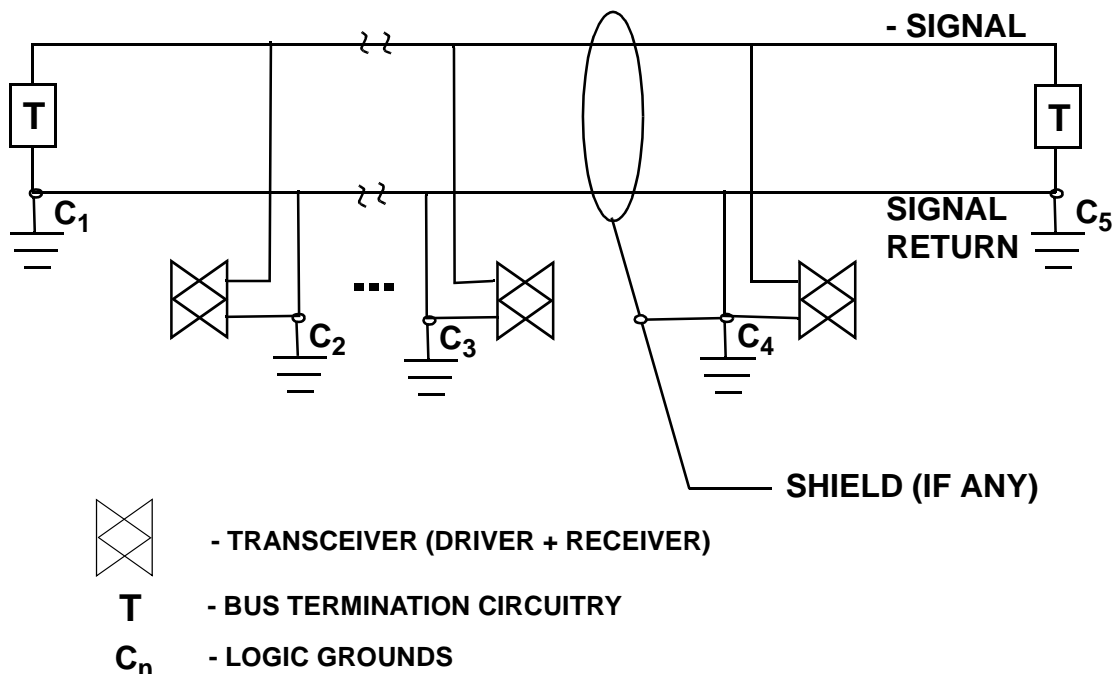 - SIGNAL
T
T
C1
SIGNAL
RETURN
C5
...
C2
C3
C4
SHIELD (IF ANY)
- TRANSCEIVER (DRIVER + RECEIVER)
T - BUS TERMINATION CIRCUITRY
Cn - LOGIC GROUNDS